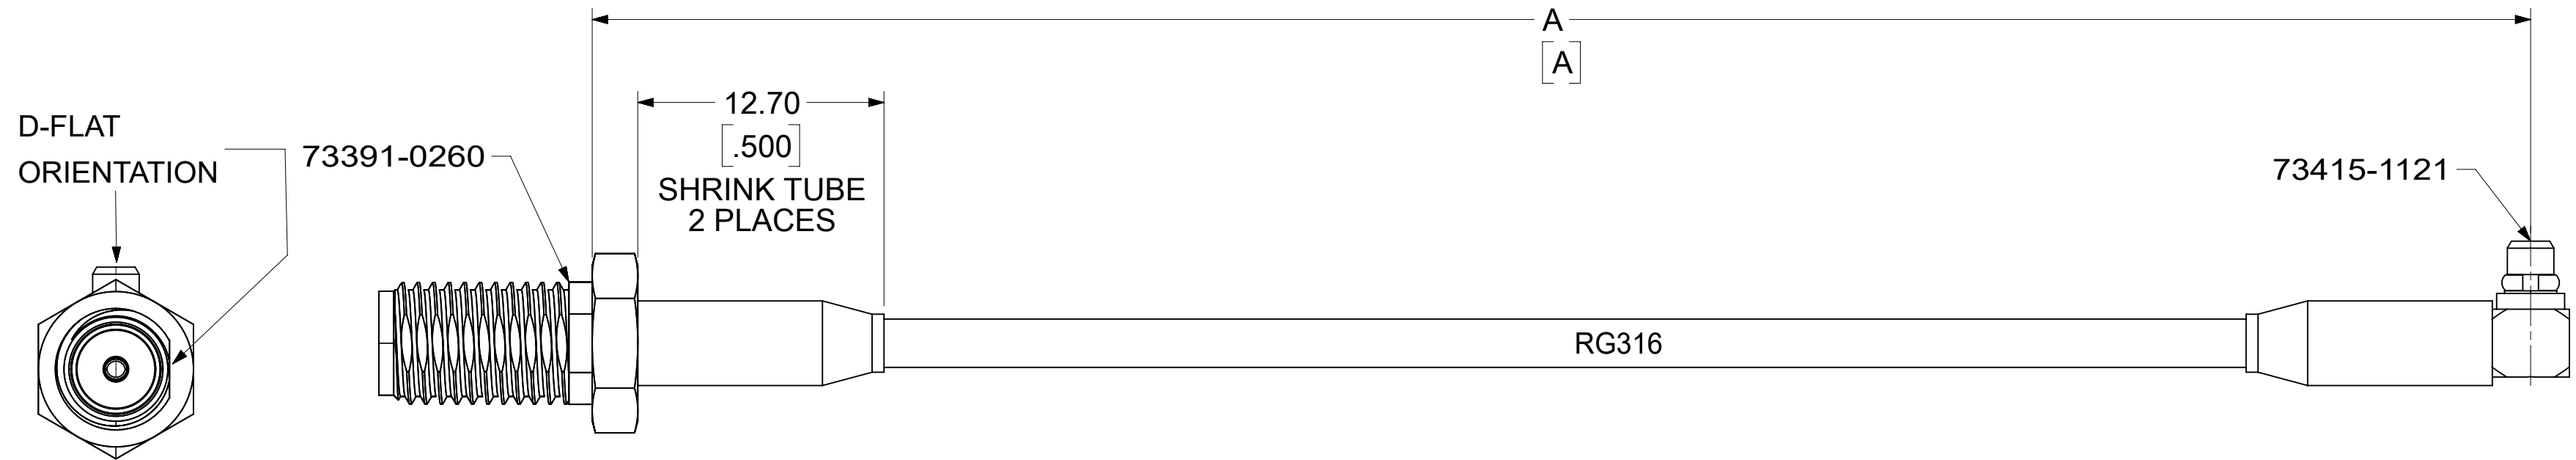 A
[A]
12.70
[.500]
SHRINK TUBE
2 PLACES
D-FLAT
ORIENTATION
73391-0260
73415-1121
RG316